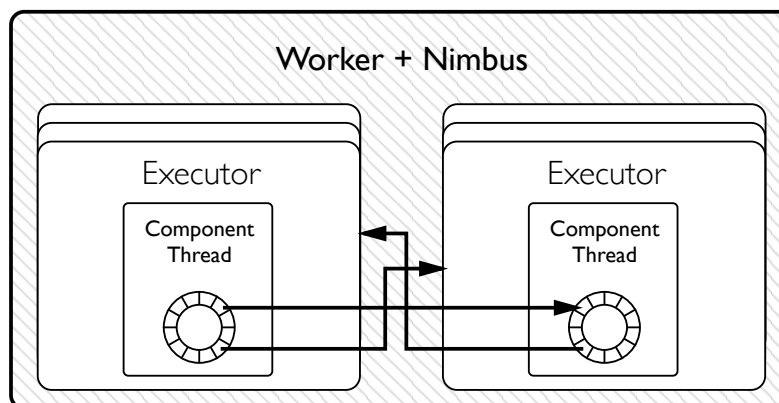 Worker + Nimbus
Executor
Component
Thread
Executor
Component
Thread